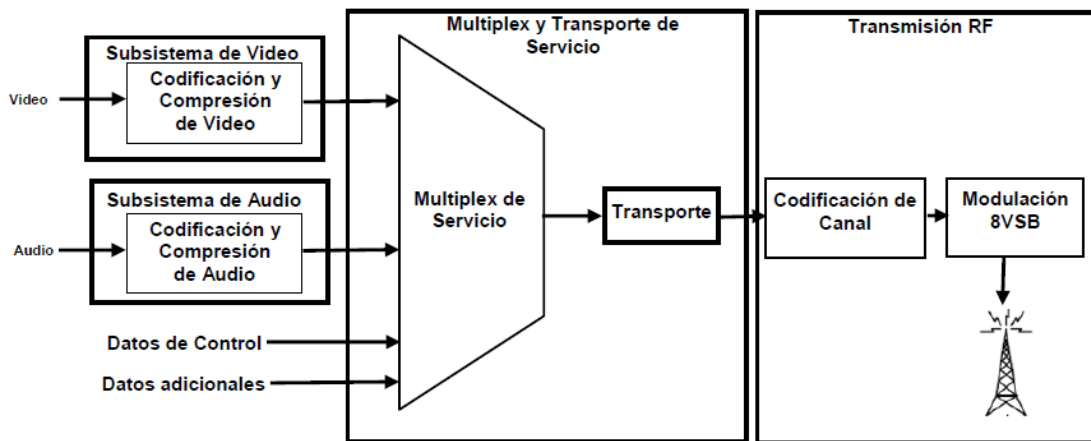 Subsistema de Video
Video
Codificación y
Compresión
de Video
Subsistema de Audio
Audio
Codificación y
Compresión
de Audio
Datos de Control
Datos adicionales
Multiplex y Transporte de
Servicio
Multiplex de
Servicio
Transporte
Transmisión RF
Codificación de
Canal
Modulación
8VSB